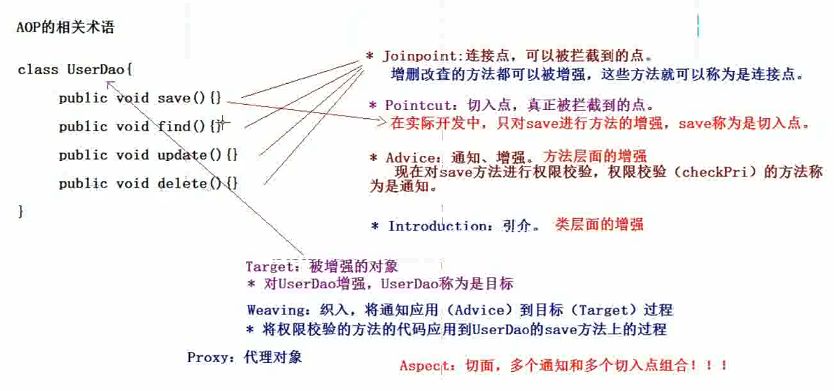 AOP的相关术语
class UserDao{
public void save(){}
public void find(){}
public void update(){}
public void delete(){}
}
* Joinpoint:连接点，可以被拦截到的点。
增删改查的方法都可以被增强，这些方法就可以称为是连接点。
* Pointcut：切入点，真正被拦截到的点。
在实际开发中，只对save进行方法的增强，save称为是切入点。
* Advice：通知、增强。方法层面的增强
现在对save方法进行权限校验，权限校验（checkPri）的方法称
为是通知。
* Introduction：引介。 类层面的增强
Target：被增强的对象
* 对UserDao增强，UserDao称为是目标
Weaving：织入，将通知应用（Advice）到目标（Target）过程
* 将权限校验的方法的代码应用到UserDao的save方法上的过程
Proxy：代理对象
Aspect：切面，多个通知和多个切入点组合！！！